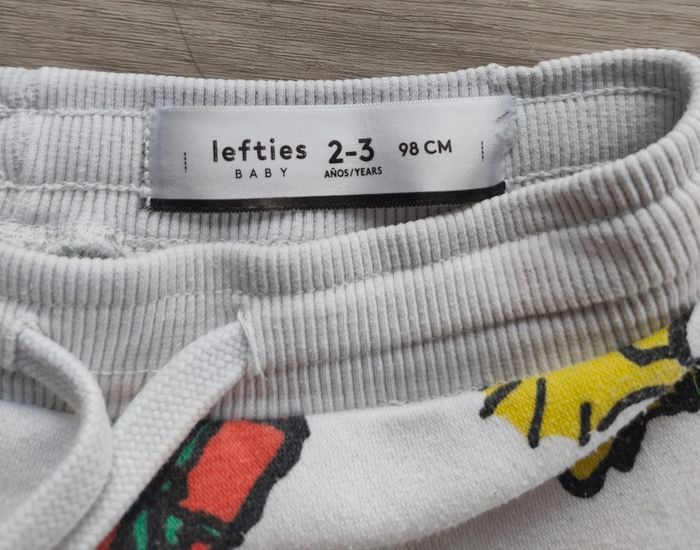 lefties 2-3 98 CM
BABY AÑOS/YEARS